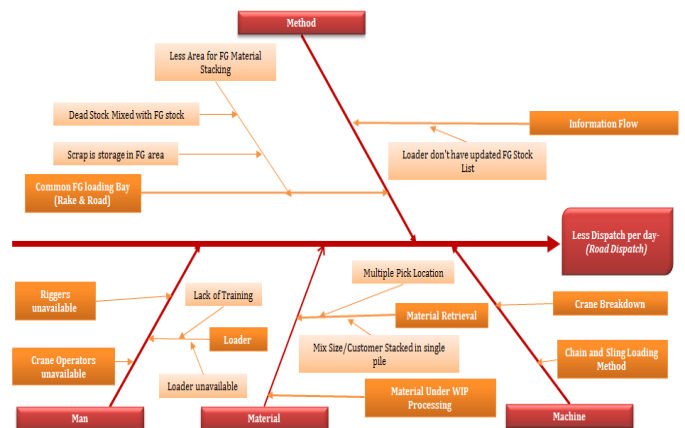 Method
Less Area for FG Material
Stacking
Dead Stock Mixed with FG stock
Information Flow
Scrap is storage in FG area
Loader don't have updated FG Stock
List
Common FG loading Bay
(Rake & Road)
Less Dispatch per day-
(Road Dispatch)
Multiple Pick Location
Riggers
unavailable
Lack of Training
Crane Breakdown
Material Retrieval
Loader
Mix Size/Customer Stacked in single
pile
Crane Operators
unavailable
Chain and Sling Loading
Method
Loader unavailable
Material Under WIP
Processing
Man
Material
Machine